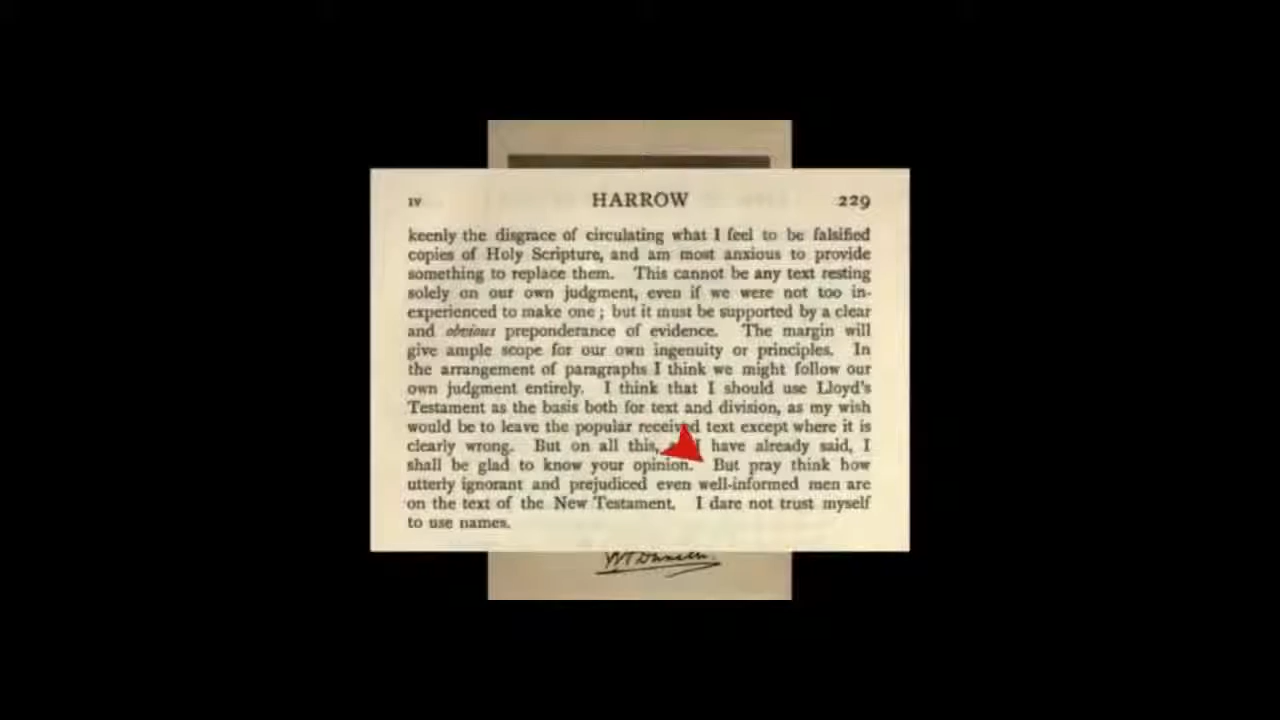 IV HARROW 229
keenly the disgrace of circulating what I feel to be falsified
copies of Holy Scripture, and am most anxious to provide
something to replace them. This cannot be any text resting
solely on our own judgment, even if we were not too in-
experienced to make one ; but it must be supported by a clear
and obvious preponderance of evidence. The margin will
give ample scope for our own ingenuity or principles. In
the arrangement of paragraphs I think we might follow our
own judgment entirely. I think that I should use Lloyd's
Testament as the basis both for text and division, as my wish
would be to leave the popular received text except where it is
clearly wrong. But on all this, I have already said, I
shall be glad to know your opinion. But pray think how
utterly ignorant and prejudiced even well-informed men are
on the text of the New Testament. I dare not trust myself
to use names.